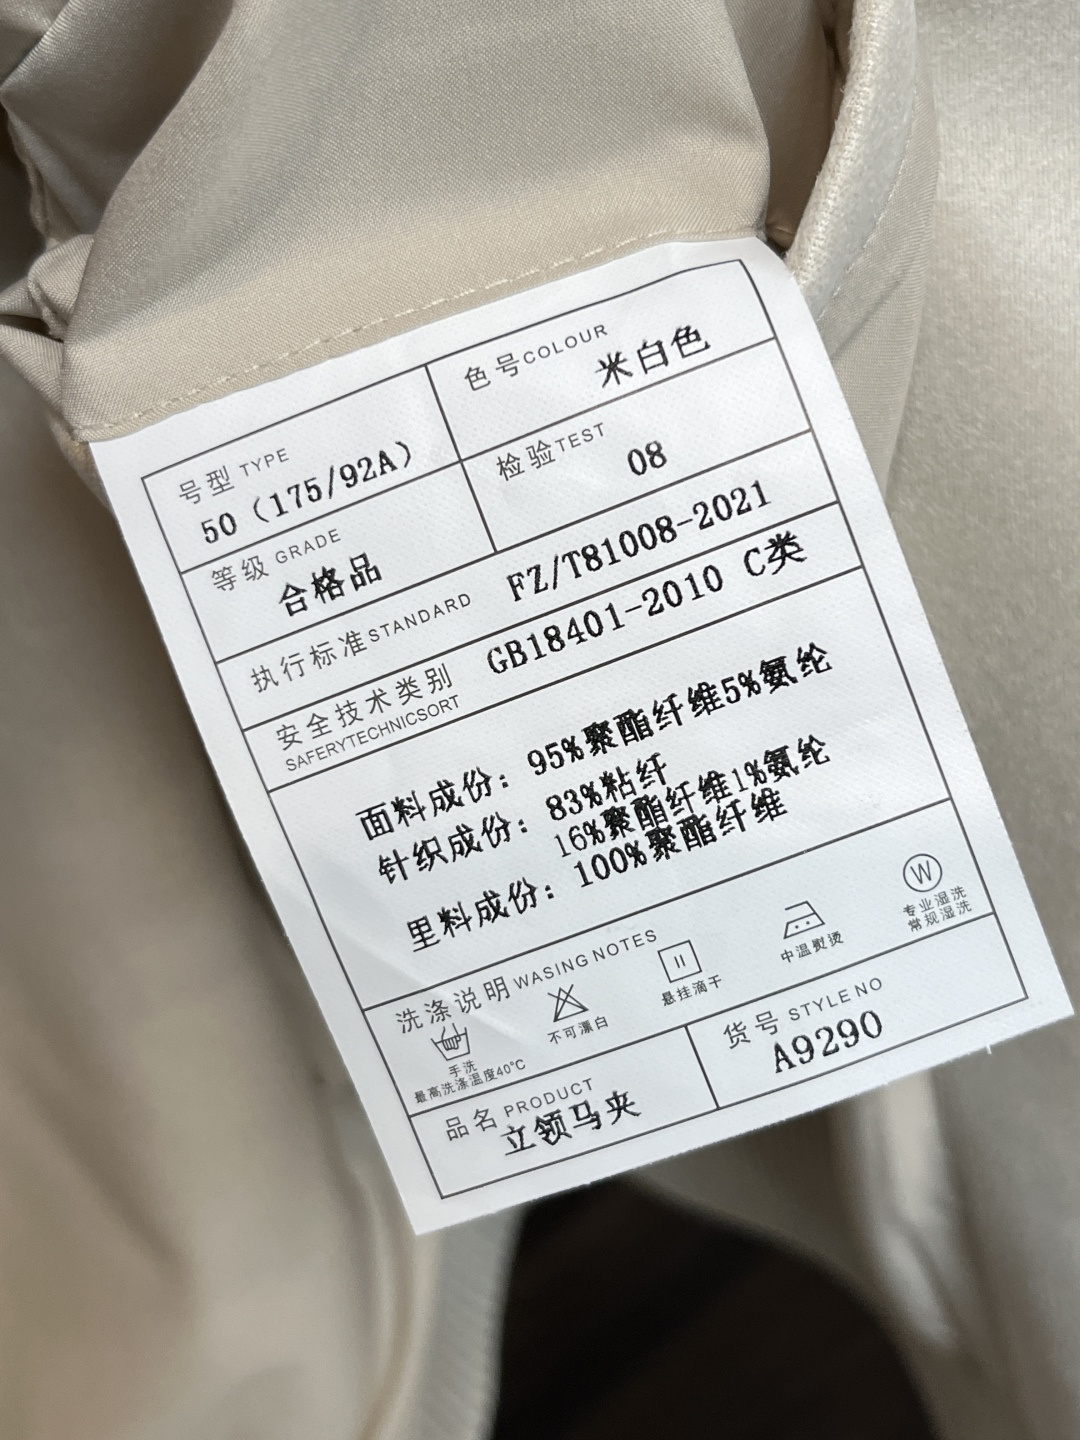 号型 TYPE
50（175/92A）
色号COLOUR
米白色
等级 GRADE
合格品
检验TEST
08
执行标准STANDARD FZ/T81008-2021
安全技术类别 GB18401-2010 C类
SAFERYTECHNICSORT
面料成份：95%聚酯纤维5%氨纶
针织成份：83%粘纤
16%聚酯纤维1%氨纶
里料成份：100%聚酯纤维
洗涤说明WASING NOTES
手洗
最高洗涤温度40℃
不可漂白
悬挂滴干
中温熨烫
W
专业湿洗
常规湿洗
品名 PRODUCT
立领马夹
货号 STYLE NO
A9290